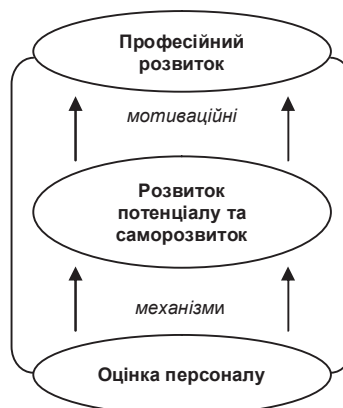 Професійний
розвиток
мотиваційні
Розвиток
потенціалу та
саморозвиток
механізми
Оцінка персоналу